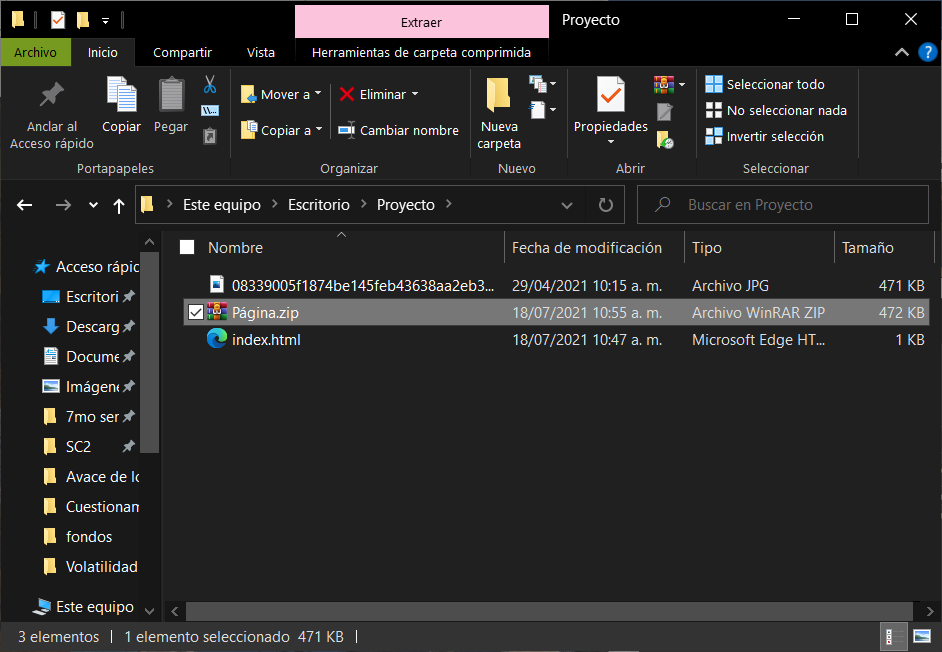 Extraer
Proyecto
Archivo
Inicio
Compartir
Vista
Herramientas de carpeta comprimida
Anclar al
Acceso rápido
Copiar
Pegar
Mover a
Copiar a
Eliminar
Cambiar nombre
Nueva
carpeta
Propiedades
Seleccionar todo
No seleccionar nada
Invertir selección
Portapapeles
Organizar
Nuevo
Abrir
Seleccionar
Este equipo
Escritorio
Proyecto
Buscar en Proyecto
Nombre
Fecha de modificación
Tipo
Tamaño
08339005f1874be145feb43638aa2eb3... 29/04/2021 10:15 a. m. Archivo JPG 471 KB
Página.zip 18/07/2021 10:55 a. m. Archivo WinRAR ZIP 472 KB
index.html 18/07/2021 10:47 a. m. Microsoft Edge HT... 1 KB
Acceso rápic
Escritori
Descarg
Docume
Imágene
7mo ser
SC2
Avace de lo
Cuestionam
fondos
Volatilidad
Este equipo
3 elementos
1 elemento seleccionado 471 KB